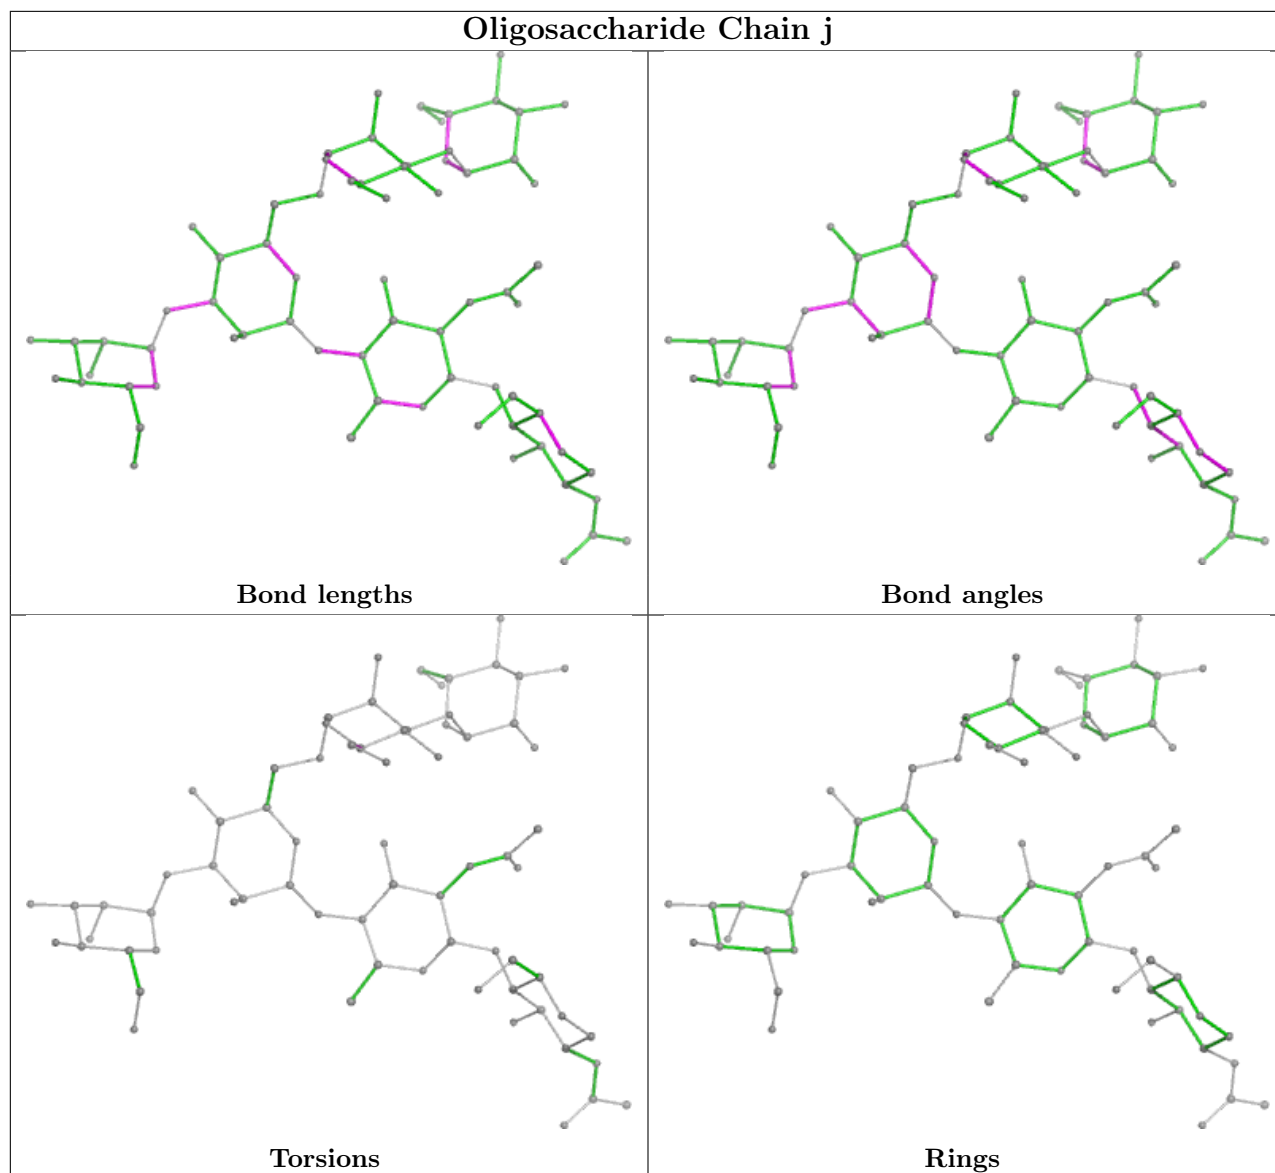 Oligosaccharide Chain j
Bond lengths
Bond angles
Torsions
Rings